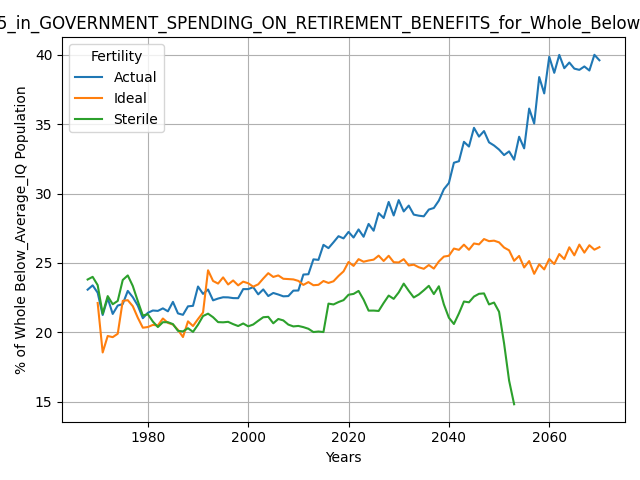 5_in_GOVERNMENT_SPENDING_ON_RETIREMENT_BENEFITS_for_Whole_Below
Fertility
Actual
Ideal
Sterile
% of Whole Below_Average_IQ Population
40
35
30
25
20
15
1980 2000 2020 2040 2060
Years